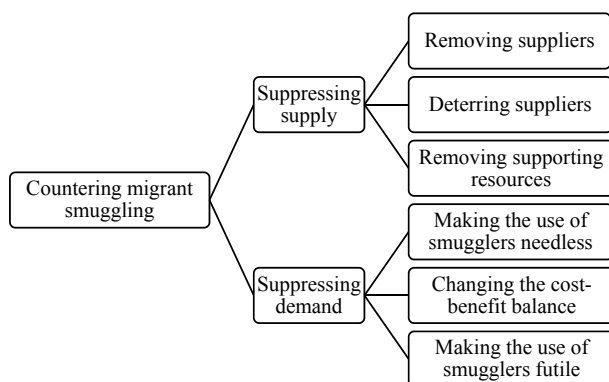 Countering migrant
smuggling
Suppressing
supply
Removing suppliers
Deterring suppliers
Removing supporting
resources
Suppressing
demand
Making the use of
smugglers needless
Changing the cost-
benefit balance
Making the use of
smugglers futile